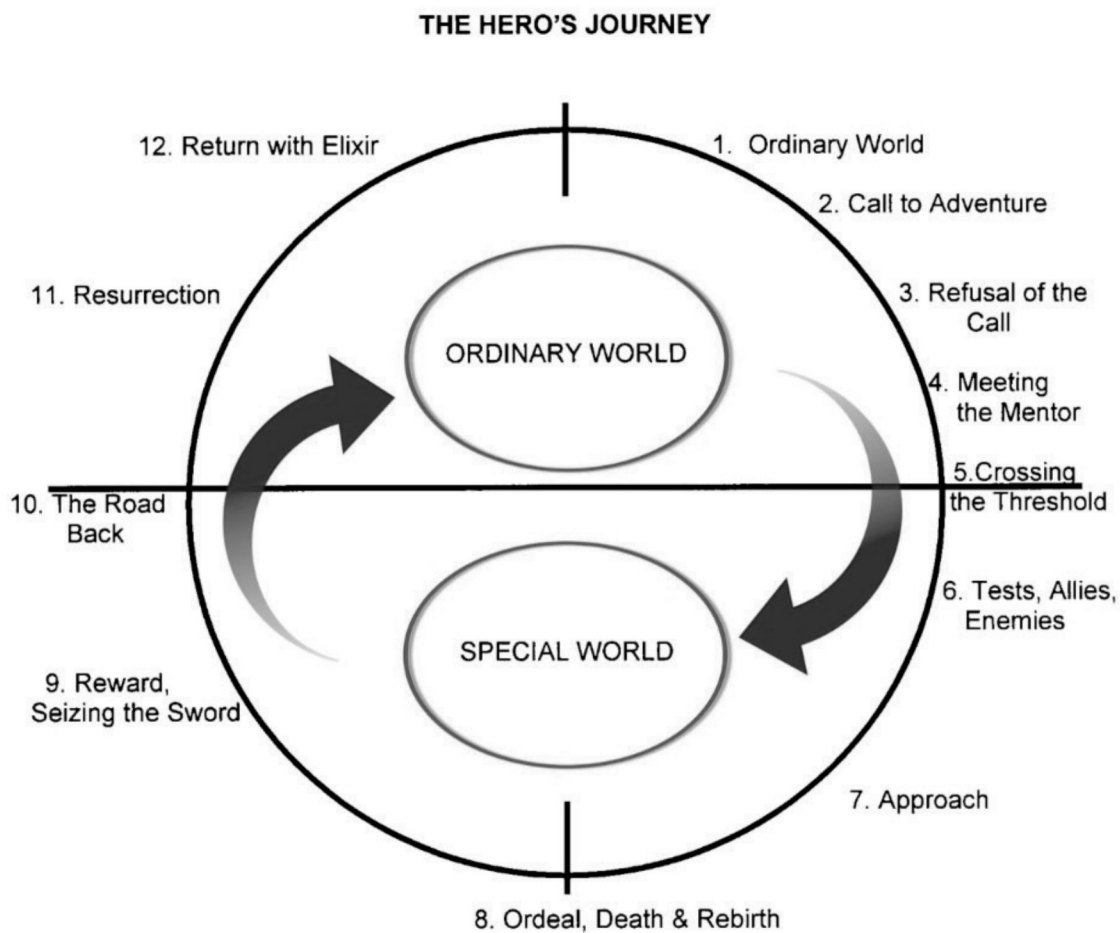 THE HERO'S JOURNEY
12. Return with Elixir
1. Ordinary World
2. Call to Adventure
11. Resurrection
3. Refusal of the
Call
ORDINARY WORLD
4. Meeting
the Mentor
5.Crossing
the Threshold
10. The Road
Back
6. Tests, Allies,
Enemies
SPECIAL WORLD
9. Reward,
Seizing the Sword
7. Approach
8. Ordeal, Death & Rebirth